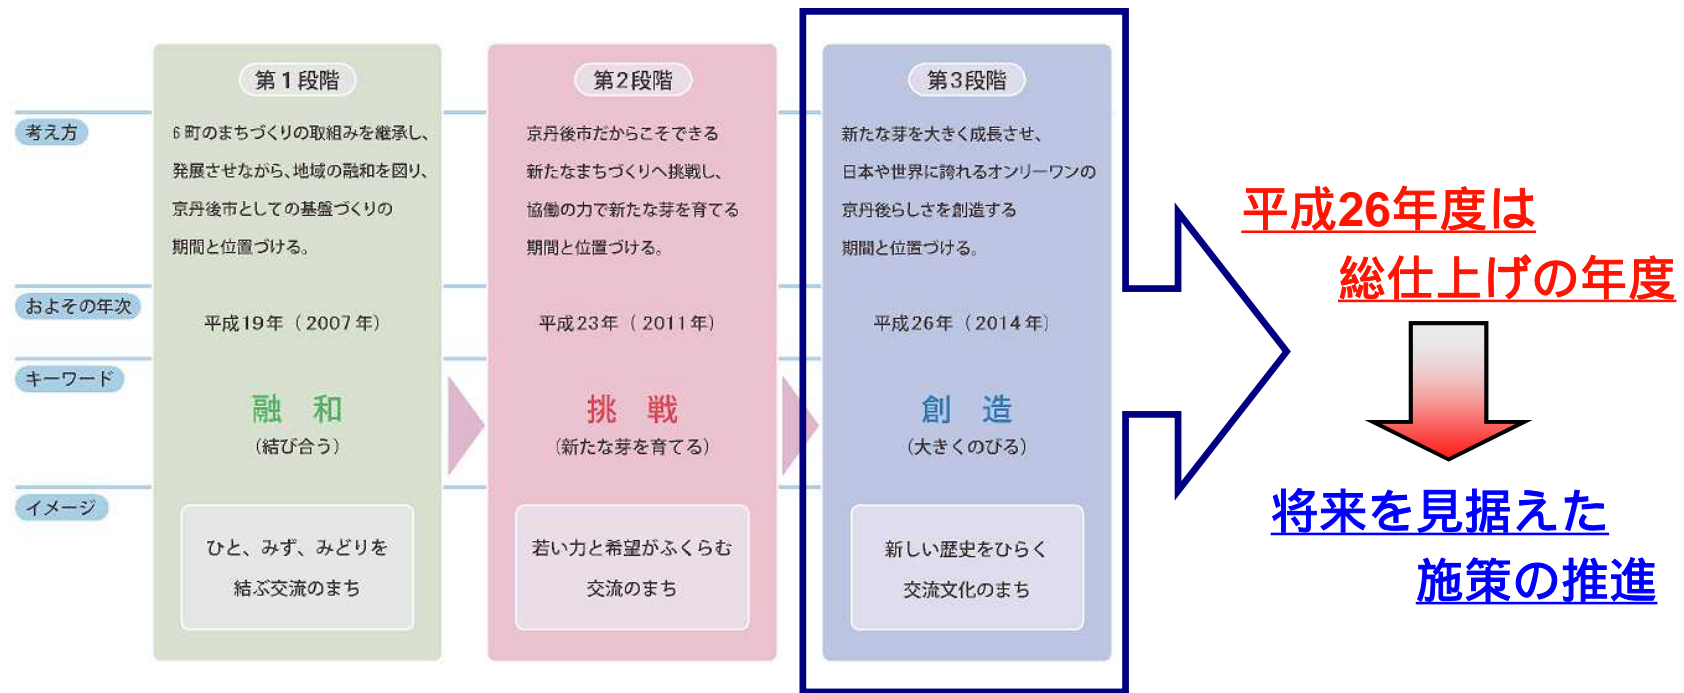 第1段階
第2段階
第3段階
考え方
6町のまちづくりの取組みを継承し、
発展させながら、地域の融和を図り、
京丹後市としての基盤づくりの
期間と位置づける。
京丹後市だからこそできる
新たなまちづくりへ挑戦し、
協働の力で新たな芽を育てる
期間と位置づける。
新たな芽を大きく成長させ、
日本や世界に誇れるオンリーワンの
京丹後らしさを創造する
期間と位置づける。
およその年次
平成19年（2007年）
平成23年（2011年）
平成26年（2014年）
キーワード
融 和
（結び合う）
挑 戦
（新たな芽を育てる）
創 造
（大きくのびる）
イメージ
ひと、みず、みどりを
結ぶ交流のまち
若い力と希望がふくらむ
交流のまち
新しい歴史をひらく
交流文化のまち
平成26年度は
総仕上げの年度
将来を見据えた
施策の推進